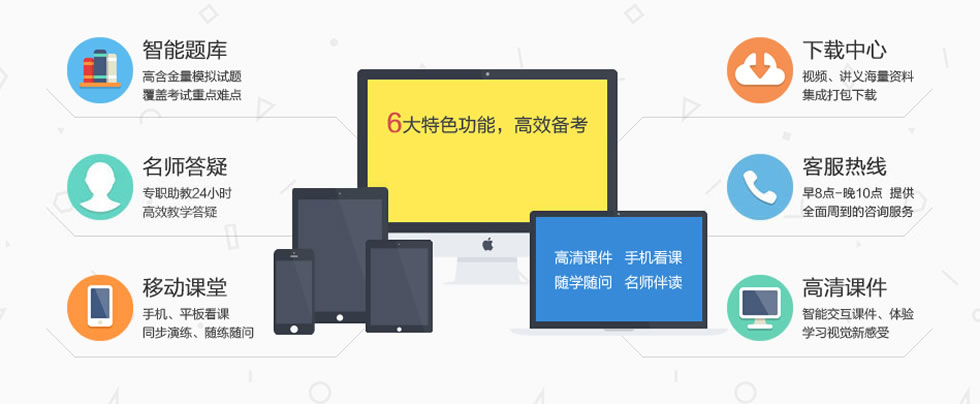 智能题库
高含金量模拟试题
覆盖考试重点难点
名师答疑
专职助教24小时
高效教学答疑
移动课堂
手机、平板看课
同步演练、随练随问
6大特色功能，高效备考
高清课件 手机看课
随学随问 名师伴读
下载中心
视频、讲义海量资料
集成打包下载
客服热线
早8点-晚10点 提供
全面周到的咨询服务
高清课件
智能交互课件、体验
学习视觉新感受